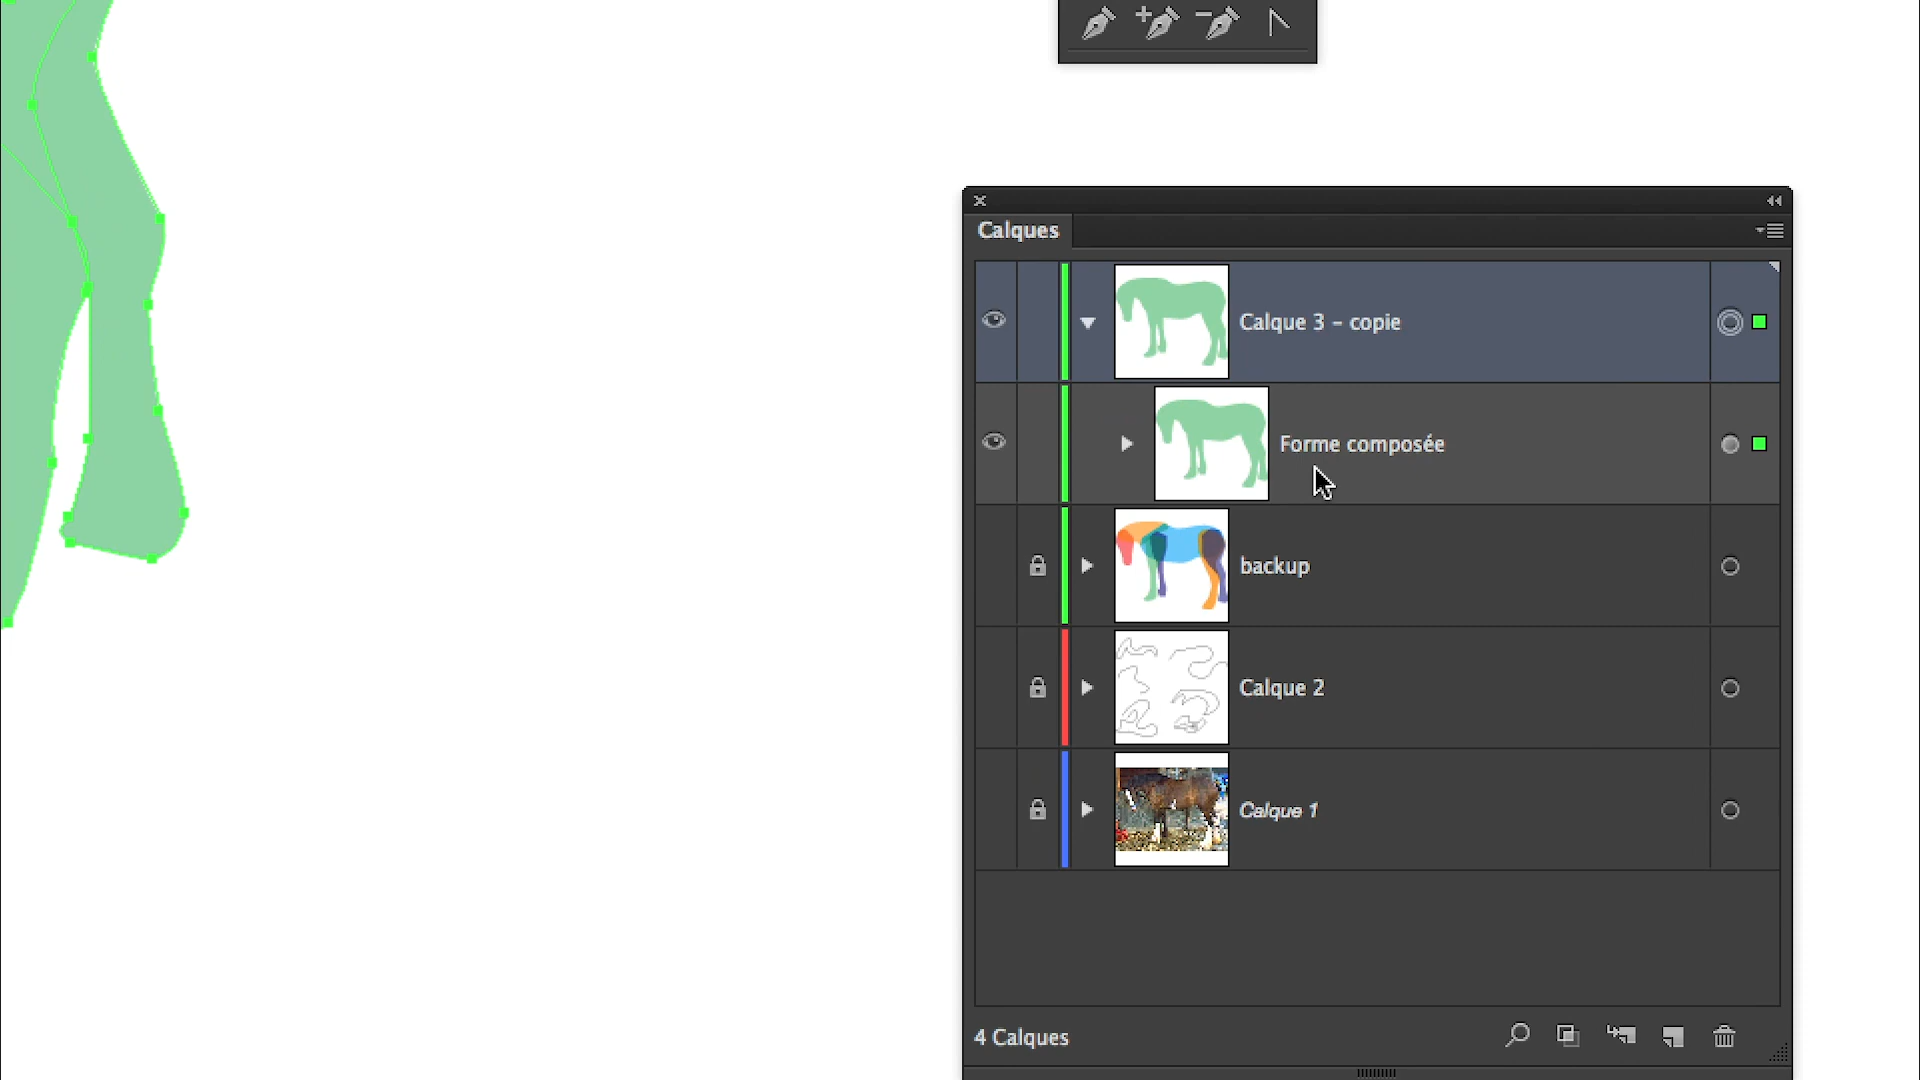 Calques
Calque 3 - copie
Forme composée
backup
Calque 2
Calque 1
4 Calques